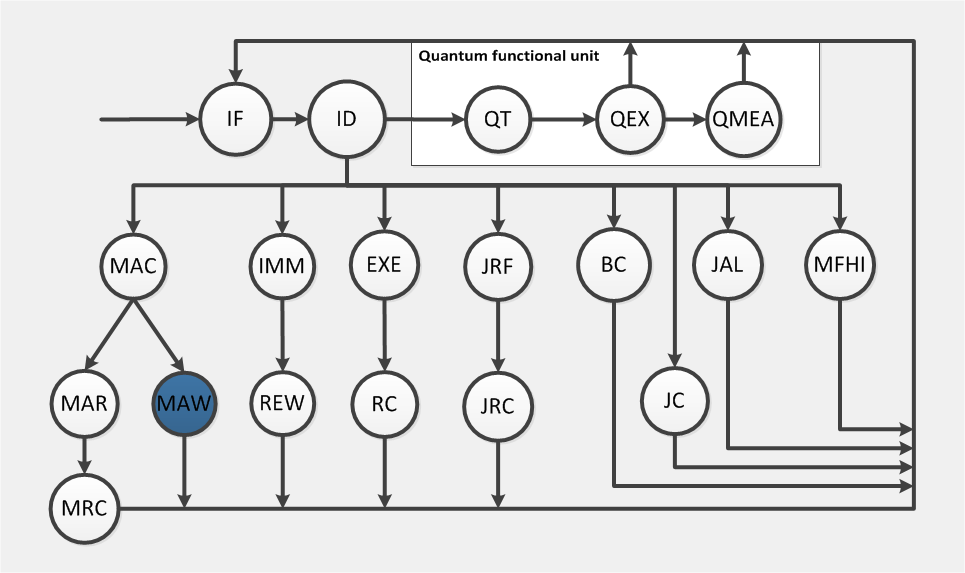 Quantum functional unit
IF
ID
QT
QEX
QMEA
MAC
IMM
EXE
JRF
BC
JAL
MFHI
MAR
MAW
REW
RC
JRC
JC
MRC